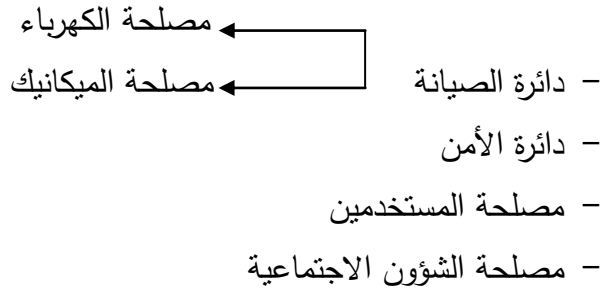 مصلحة الكهرباء
- دائرة الصيانة مصلحة الميكانيك
- دائرة الأمن
- مصلحة المستخدمين
- مصلحة الشؤون الاجتماعية